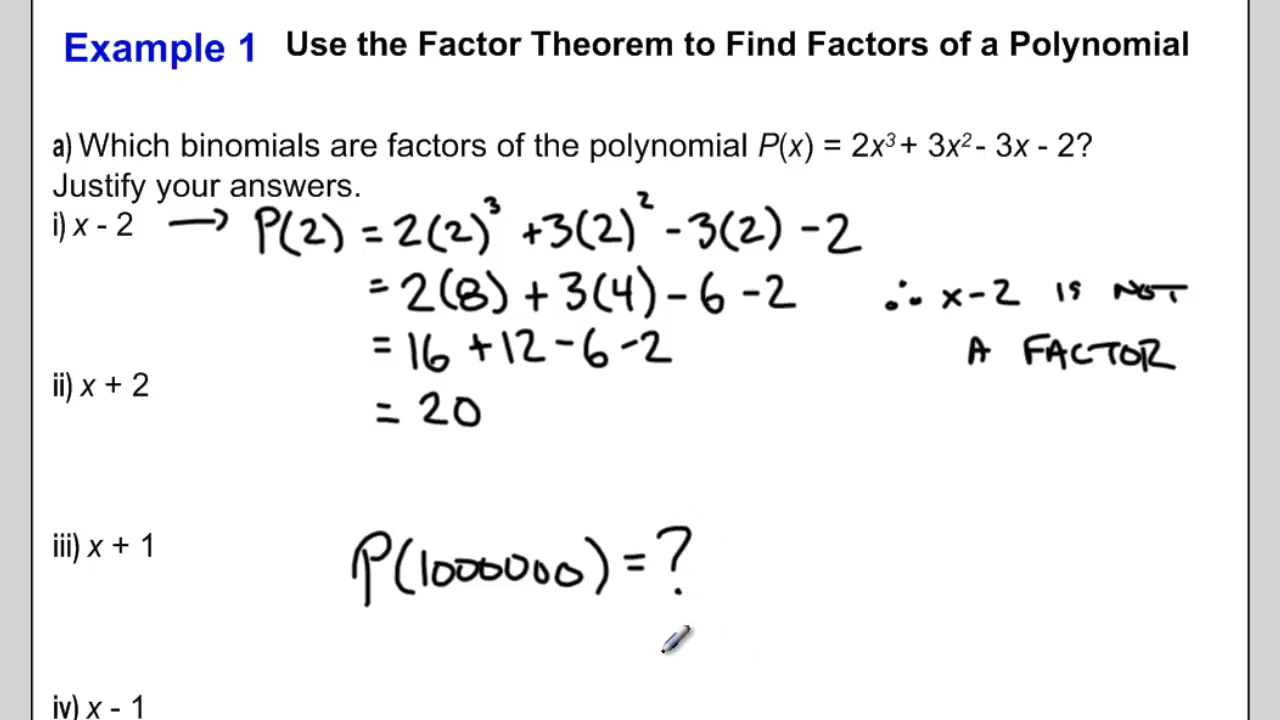 Example 1 Use the Factor Theorem to Find Factors of a Polynomial
a) Which binomials are factors of the polynomial P(x) = 2x³ + 3x² - 3x - 2?
Justify your answers.
i) x - 2 → P(2) = 2(2)³ + 3(2)² - 3(2) - 2
= 2(8) + 3(4) - 6 - 2 ∴ x - 2 IS NOT
= 16 + 12 - 6 - 2 A FACTOR
ii) x + 2
= 20
iii) x + 1 P(1000000) = ?
iv) x - 1